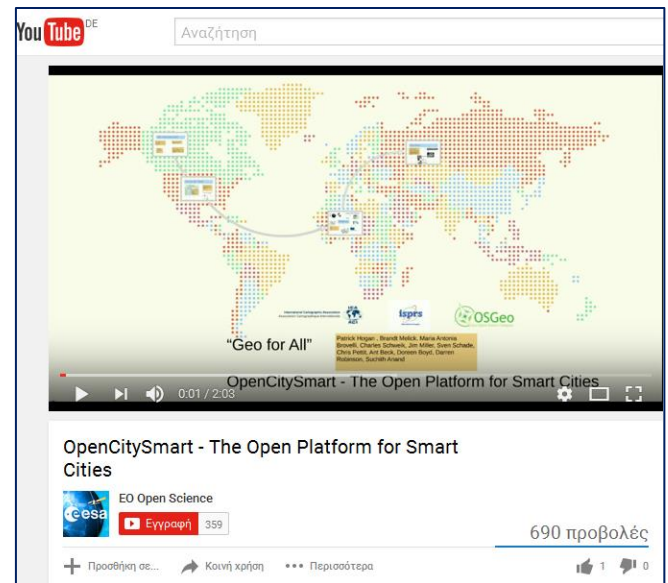 You Tube DE
Αναζήτηση
isprs
OSGeo
"Geo for All"
Patrick Hogan , Brandt Melick, Maria Antonia
Brovelli, Charles Schweik, Jim Miller, Sven Schade,
Chris Pettit, Ant Beck, Doreen Boyd, Darren
Robinson, Suchith Anand
OpenCitySmart - The Open Platform for Smart Cities
0:01 / 2:03
OpenCitySmart - The Open Platform for Smart
Cities
esa
EO Open Science
Εγγραφή 359
690 προβολές
Προσθήκη σε... Κοινή χρήση Περισσότερα 1 0